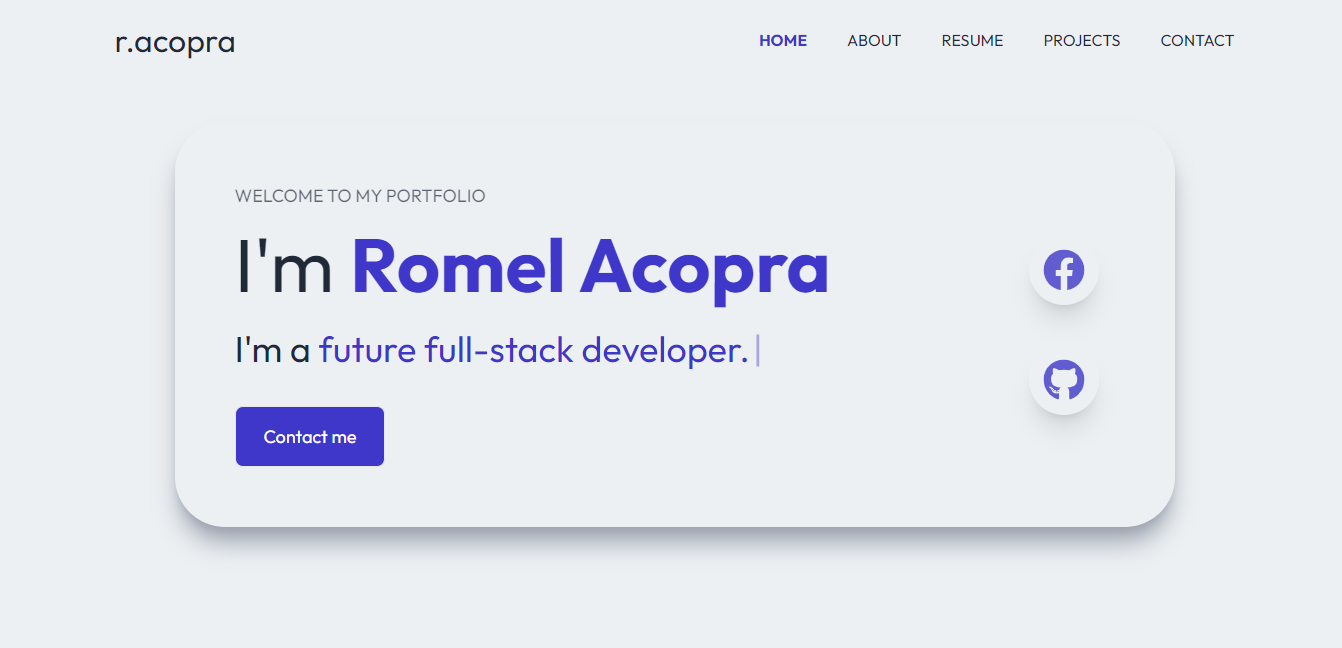 r.acopra
HOME ABOUT RESUME PROJECTS CONTACT
WELCOME TO MY PORTFOLIO
I'm Romel Acopra
I'm a future full-stack developer.
Contact me